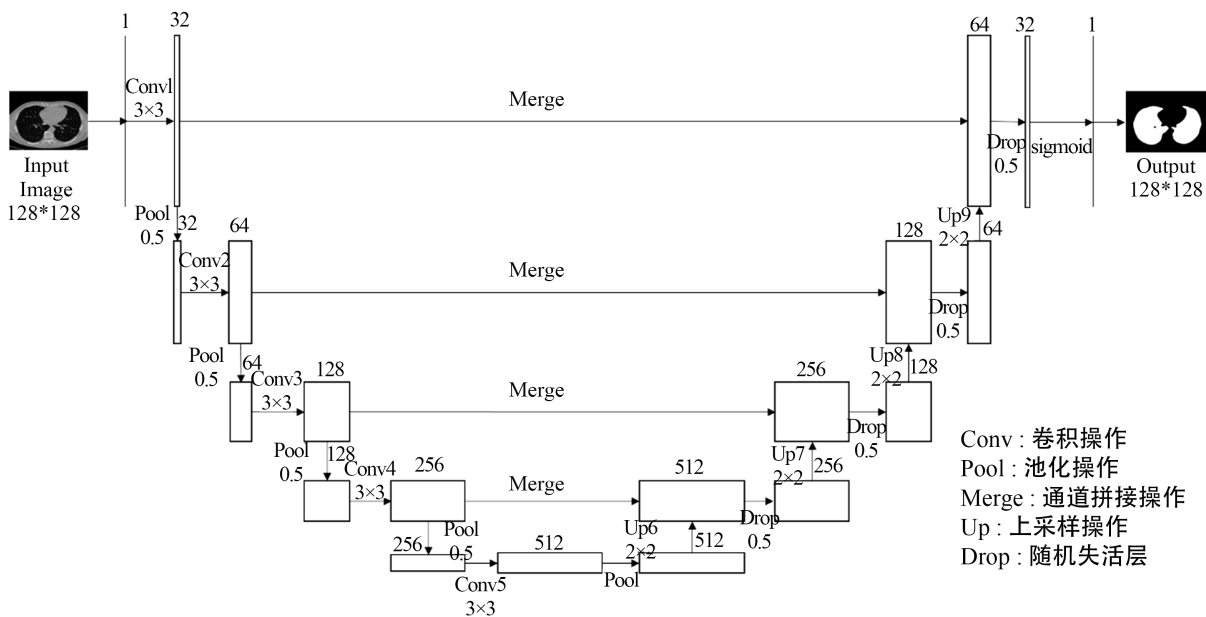 1
32
64
32
1
Conv1
3×3
Merge
Drop
0.5
sigmoid
Input
Image
128*128
Output
128*128
Pool
0.5
32
64
Up9
2×2
64
128
Conv2
3×3
Merge
Drop
0.5
Pool
0.5
64
128
Up8
2×2
128
256
Conv3
3×3
Merge
Drop
0.5
Pool
0.5
128
256
Up7
2×2
256
512
Conv4
3×3
Merge
Drop
0.5
Pool
0.5
256
512
Up6
2×2
512
Conv5
3×3
Pool
Conv : 卷积操作
Pool : 池化操作
Merge : 通道拼接操作
Up : 上采样操作
Drop : 随机失活层